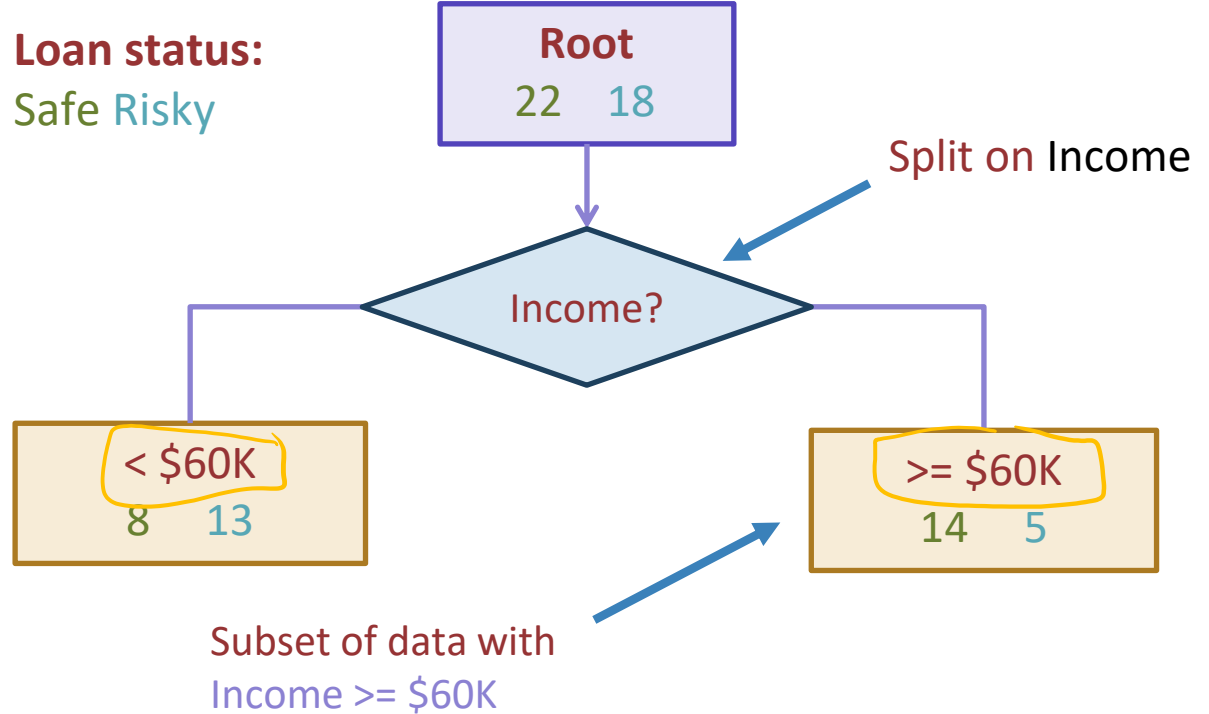 Loan status:
Safe Risky
Root
22 18
Split on Income
Income?
< $60K
8 13
>= $60K
14 5
Subset of data with
Income >= $60K